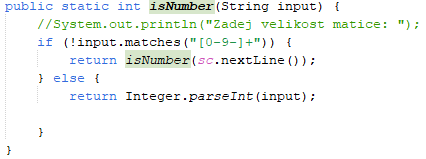 public static int isNumber(String input) {
//System.out.println("Zadej velikost matice: ");
if (!input.matches("[0-9-]+")) {
return isNumber(sc.nextLine());
} else {
return Integer.parseInt(input);
}
}